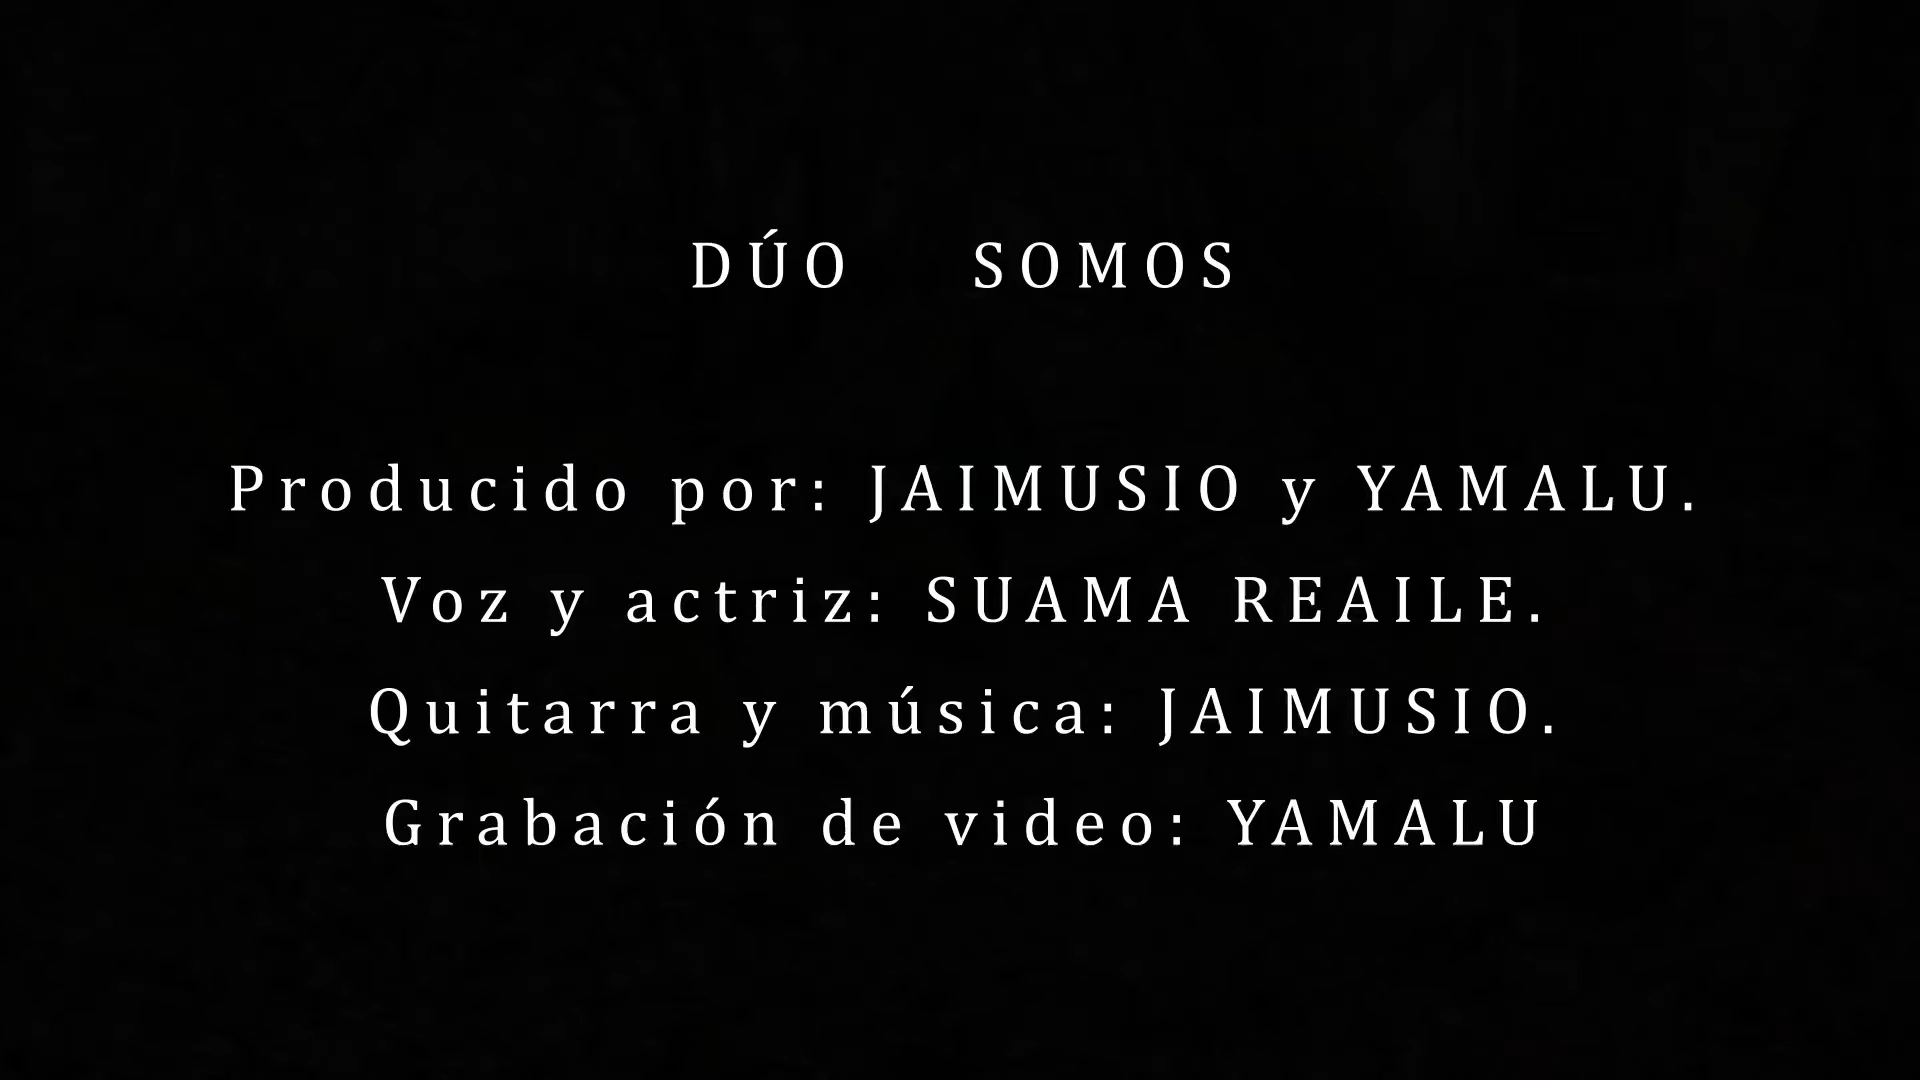 DÚO SOMOS
Producido por: JAIMUSIO y YAMALU.
Voz y actriz: SUAMA REAILE.
Quitarra y música: JAIMUSIO.
Grabación de video: YAMALU